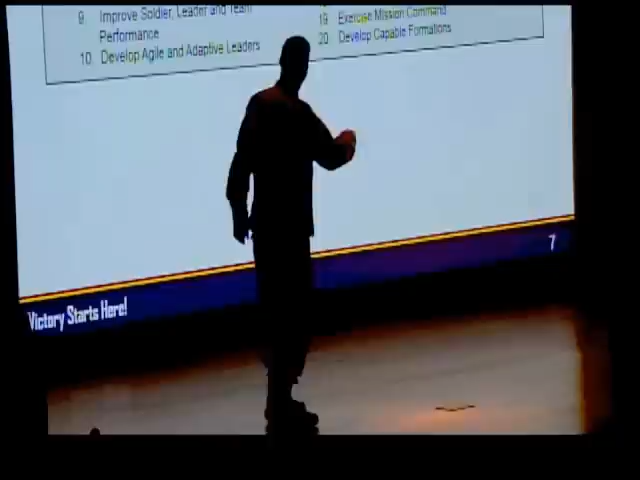 9. Improve Soldier, Leader and Team
Performance
10. Develop Agile and Adaptive Leaders
19 Exercise Mission Command
20 Develop Capable Formations
7
Victory Starts Here!